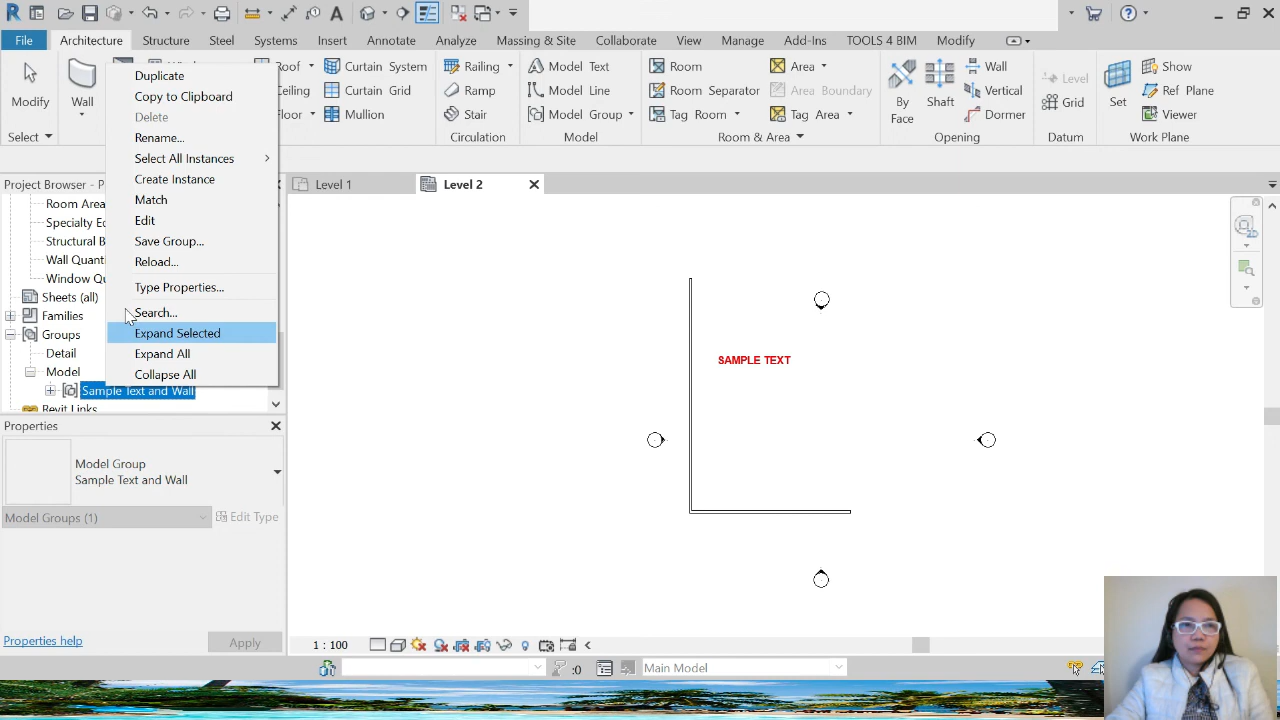 File Architecture Structure Steel Systems Insert Annotate Analyze Massing & Site Collaborate View Manage Add-Ins TOOLS 4 BIM Modify
Modify
Select
Wall
Duplicate
Copy to Clipboard
Delete
Rename...
Select All Instances
Create Instance
Match
Edit
Save Group...
Reload...
Type Properties...
Search...
Expand Selected
Expand All
Collapse All
Roof
Ceiling
Floor
Curtain System
Curtain Grid
Mullion
Railing
Ramp
Stair
Circulation
Model Text
Model Line
Model Group
Model
Room
Room Separator
Tag Room
Area
Area Boundary
Tag Area
Room & Area
By Face
Shaft
Wall
Vertical
Dormer
Opening
Level
Grid
Datum
Set
Show
Ref Plane
Viewer
Work Plane
Project Browser - P
Level 1
Level 2
Room Area
Specialty Eq
Structural B
Wall Quant
Window Qu
Sheets (all)
Families
Groups
Detail
Model
Sample Text and Wall
Revit Links
SAMPLE TEXT
Properties
Model Group
Sample Text and Wall
Model Groups (1)
Edit Type
Properties help
Apply
1 : 100
:0
Main Model
2D